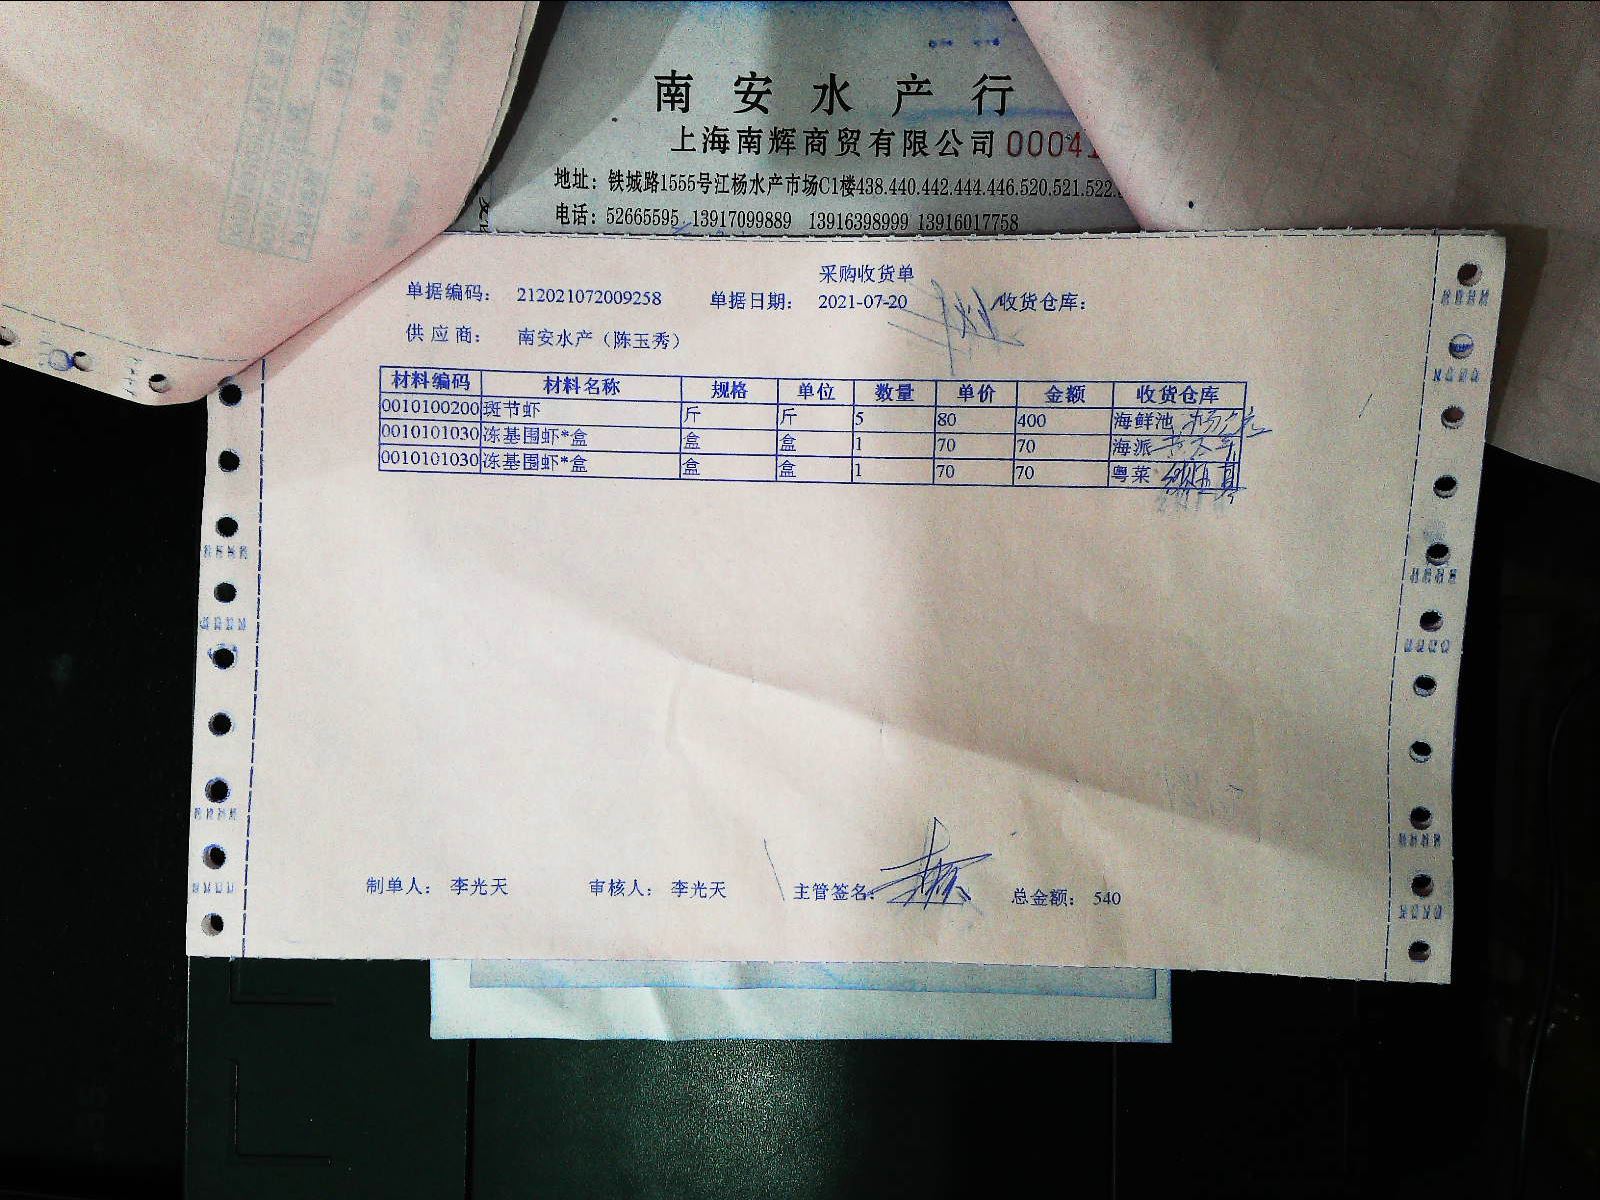 南安水产行
上海南辉商贸有限公司 00041
地址：铁城路1555号江杨水产市场C1楼438.440.442.444.446.520.521.522.
电话：52665595 13917099889 13916398999 13916017758
采购收货单
单据编码： 212021072009258 单据日期： 2021-07-20 收货仓库：
供应商： 南安水产（陈玉秀）
材料编码 材料名称 规格 单位 数量 单价 金额 收货仓库
0010100200 斑节虾 斤 斤 5 80 400 海鲜池
0010101030 冻基围虾*盒 盒 盒 1 70 70 海派
0010101030 冻基围虾*盒 盒 盒 1 70 70 粤菜
制单人： 李光天 审核人： 李光天 主管签名： 总金额： 540